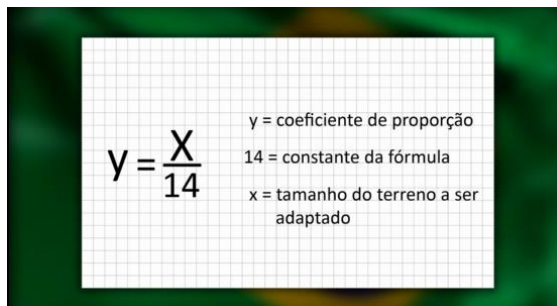 y = X
14
y = coeficiente de proporção
14 = constante da fórmula
x = tamanho do terreno a ser
adaptado